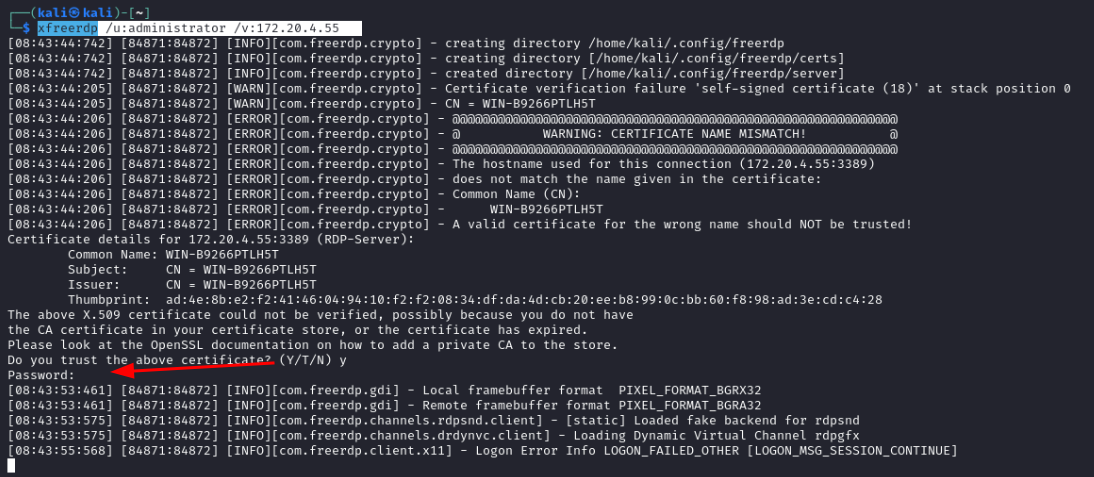 ┌──(kali㉿kali)-[~]
└─$ xfreerdp /u:administrator /v:172.20.4.55
[08:43:44:742] [84871:84872] [INFO][com.freerdp.crypto] - creating directory /home/kali/.config/freerdp
[08:43:44:742] [84871:84872] [INFO][com.freerdp.crypto] - creating directory [/home/kali/.config/freerdp/certs]
[08:43:44:742] [84871:84872] [INFO][com.freerdp.crypto] - created directory [/home/kali/.config/freerdp/server]
[08:43:44:205] [84871:84872] [WARN][com.freerdp.crypto] - Certificate verification failure 'self-signed certificate (18)' at stack position 0
[08:43:44:205] [84871:84872] [WARN][com.freerdp.crypto] - CN = WIN-B9266PTLH5T
[08:43:44:206] [84871:84872] [ERROR][com.freerdp.crypto] - @@@@@@@@@@@@@@@@@@@@@@@@@@@@@@@@@@@@@@@@@@@@@@@@@@@@@@@@@@@
[08:43:44:206] [84871:84872] [ERROR][com.freerdp.crypto] - @           WARNING: CERTIFICATE NAME MISMATCH!           @
[08:43:44:206] [84871:84872] [ERROR][com.freerdp.crypto] - @@@@@@@@@@@@@@@@@@@@@@@@@@@@@@@@@@@@@@@@@@@@@@@@@@@@@@@@@@@
[08:43:44:206] [84871:84872] [ERROR][com.freerdp.crypto] - The hostname used for this connection (172.20.4.55:3389)
[08:43:44:206] [84871:84872] [ERROR][com.freerdp.crypto] - does not match the name given in the certificate:
[08:43:44:206] [84871:84872] [ERROR][com.freerdp.crypto] - Common Name (CN):
[08:43:44:206] [84871:84872] [ERROR][com.freerdp.crypto] -      WIN-B9266PTLH5T
[08:43:44:206] [84871:84872] [ERROR][com.freerdp.crypto] - A valid certificate for the wrong name should NOT be trusted!
Certificate details for 172.20.4.55:3389 (RDP-Server):
        Common Name: WIN-B9266PTLH5T
        Subject:     CN = WIN-B9266PTLH5T
        Issuer:      CN = WIN-B9266PTLH5T
        Thumbprint:  ad:4e:8b:e2:f2:41:46:04:94:10:f2:f2:08:34:df:da:4d:cb:20:ee:b8:99:0c:bb:60:f8:98:ad:3e:cd:c4:28
The above X.509 certificate could not be verified, possibly because you do not have
the CA certificate in your certificate store, or the certificate has expired.
Please look at the OpenSSL documentation on how to add a private CA to the store.
Do you trust the above certificate? (Y/T/N) y
Password:
[08:43:53:461] [84871:84872] [INFO][com.freerdp.gdi] - Local framebuffer format  PIXEL_FORMAT_BGRX32
[08:43:53:461] [84871:84872] [INFO][com.freerdp.gdi] - Remote framebuffer format PIXEL_FORMAT_BGRA32
[08:43:53:575] [84871:84872] [INFO][com.freerdp.channels.rdpsnd.client] - [static] Loaded fake backend for rdpsnd
[08:43:53:575] [84871:84872] [INFO][com.freerdp.channels.drdynvc.client] - Loading Dynamic Virtual Channel rdpgfx
[08:43:55:568] [84871:84872] [INFO][com.freerdp.client.x11] - Logon Error Info LOGON_FAILED_OTHER [LOGON_MSG_SESSION_CONTINUE]